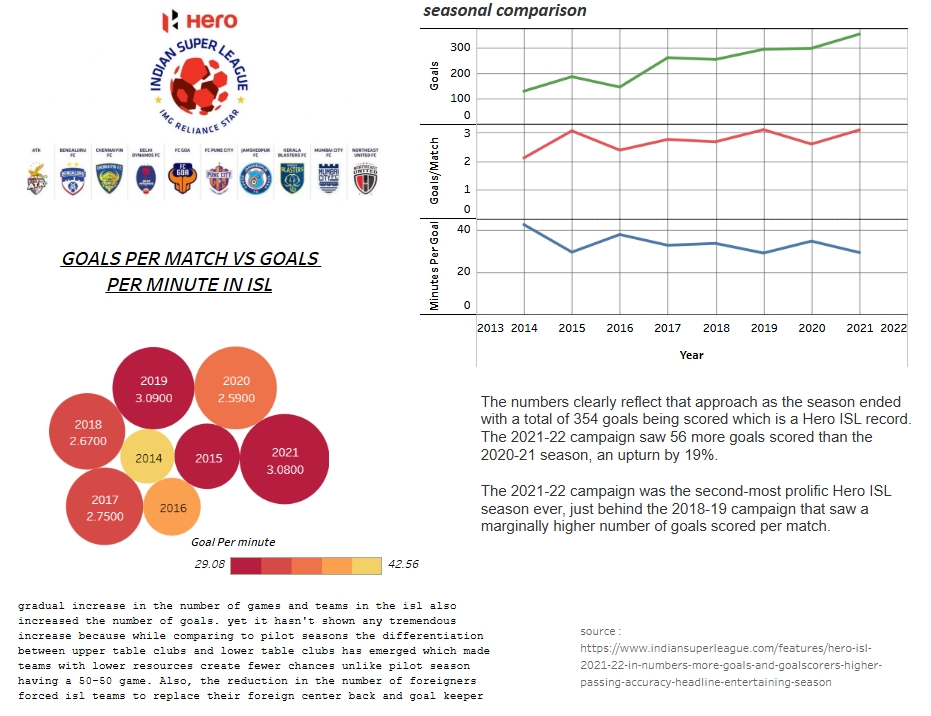 HERO
INDIAN SUPER LEAGUE
IMG RELIANCE STAR
ATK
BENGALURU FC
CHENNAIYIN FC
DELHI DYNAMOS FC
FC GOA
FC PUNE CITY
JAMSHEDPUR FC
KERALA BLASTERS FC
MUMBAI CITY FC
NORTHEAST UNITED FC
GOALS PER MATCH VS GOALS
PER MINUTE IN ISL
2019
3.0900
2020
2.5900
2018
2.6700
2014
2015
2021
3.0800
2017
2.7500
2016
Goal Per minute
29.08
42.56
gradual increase in the number of games and teams in the isl also
increased the number of goals. yet it hasn't shown any tremendous
increase because while comparing to pilot seasons the differentiation
between upper table clubs and lower table clubs has emerged which made
teams with lower resources create fewer chances unlike pilot season
having a 50-50 game. Also, the reduction in the number of foreigners
forced isl teams to replace their foreign center back and goal keeper
seasonal comparison
Goals
300
200
100
0
Goals/Match
3
2
1
0
Minutes Per Goal
40
20
0
2013 2014 2015 2016 2017 2018 2019 2020 2021 2022
Year
The numbers clearly reflect that approach as the season ended
with a total of 354 goals being scored which is a Hero ISL record.
The 2021-22 campaign saw 56 more goals scored than the
2020-21 season, an upturn by 19%.
The 2021-22 campaign was the second-most prolific Hero ISL
season ever, just behind the 2018-19 campaign that saw a
marginally higher number of goals scored per match.
source :
https://www.indiansuperleague.com/features/hero-isl-
2021-22-in-numbers-more-goals-and-goalscorers-higher-
passing-accuracy-headline-entertaining-season